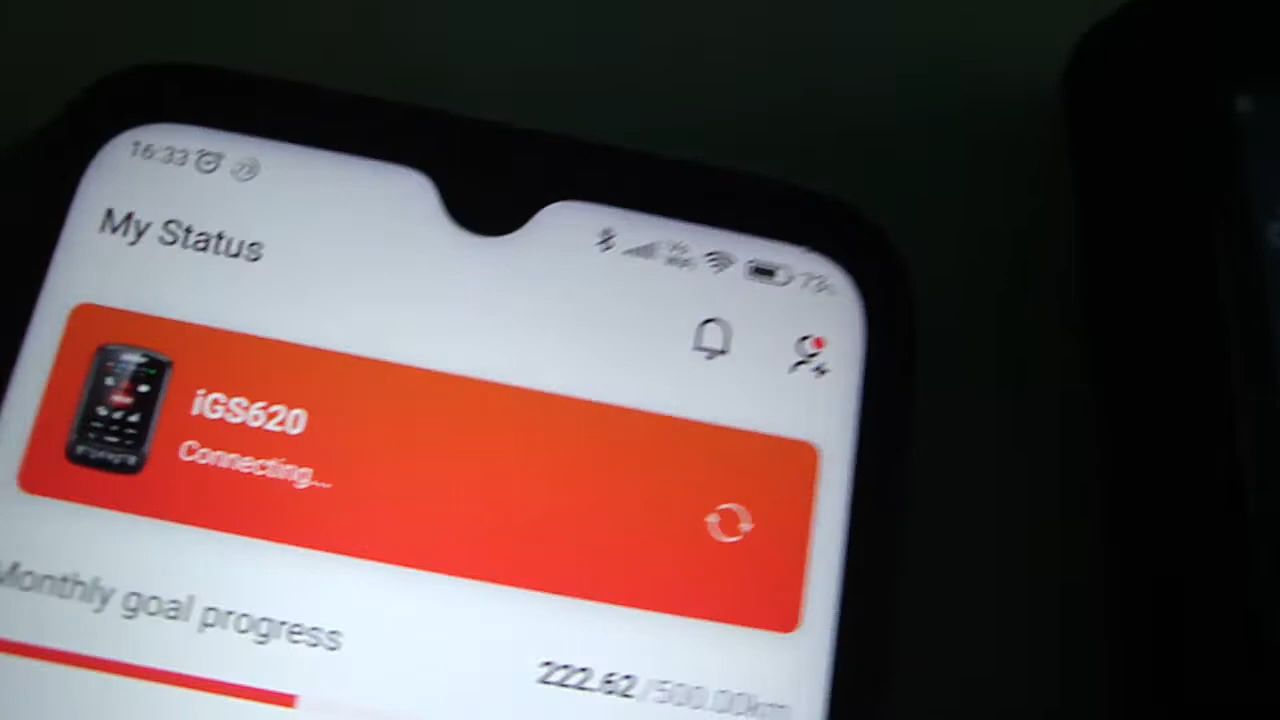 16:33
My Status
iGS620
Connecting...
Monthly goal progress
222.62/500.00km